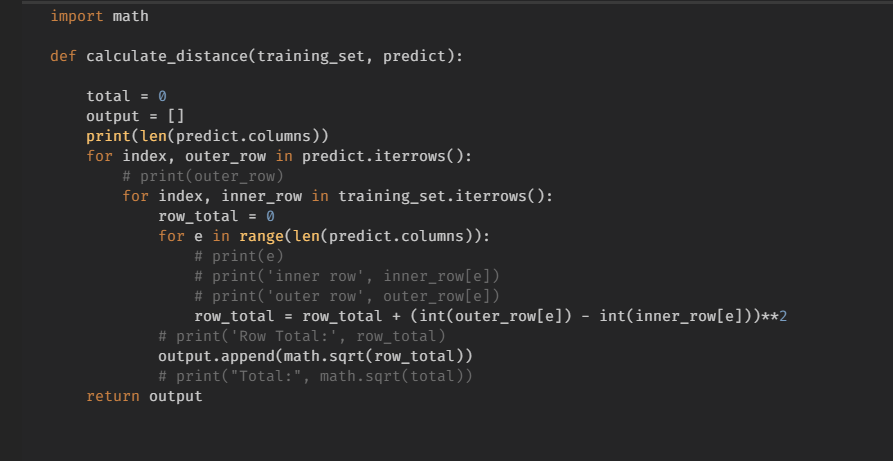 import math
def calculate_distance(training_set, predict):
    total = 0
    output = []
    print(len(predict.columns))
    for index, outer_row in predict.iterrows():
        # print(outer_row)
        for index, inner_row in training_set.iterrows():
            row_total = 0
            for e in range(len(predict.columns)):
                # print(e)
                # print('inner row', inner_row[e])
                # print('outer row', outer_row[e])
                row_total = row_total + (int(outer_row[e]) - int(inner_row[e]))**2
            # print('Row Total:', row_total)
            output.append(math.sqrt(row_total))
            # print("Total:", math.sqrt(total))
    return output